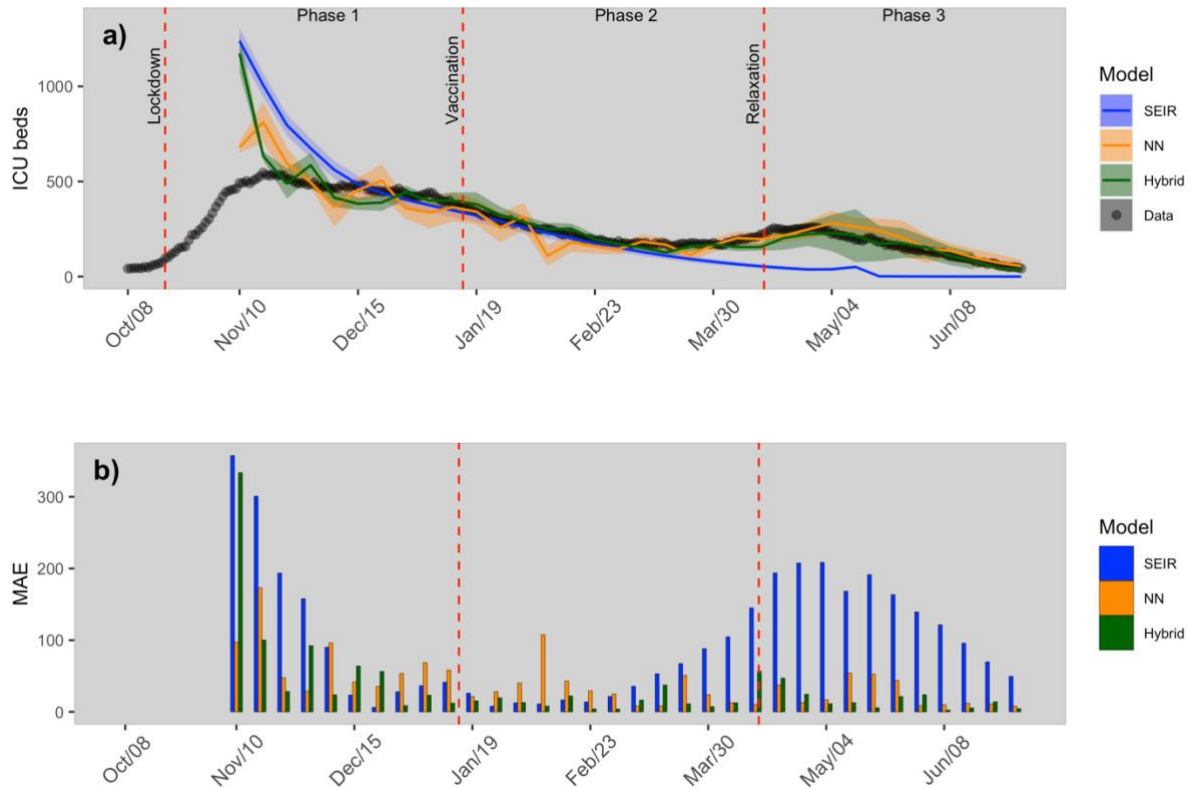 Phase 1
Phase 2
Phase 3
a)
Lockdown
Vaccination
Relaxation
ICU beds
1000
500
0
Oct/08
Nov/10
Dec/15
Jan/19
Feb/23
Mar/30
May/04
Jun/08
Model
SEIR
NN
Hybrid
Data
b)
MAE
300
200
100
0
Oct/08
Nov/10
Dec/15
Jan/19
Feb/23
Mar/30
May/04
Jun/08
Model
SEIR
NN
Hybrid